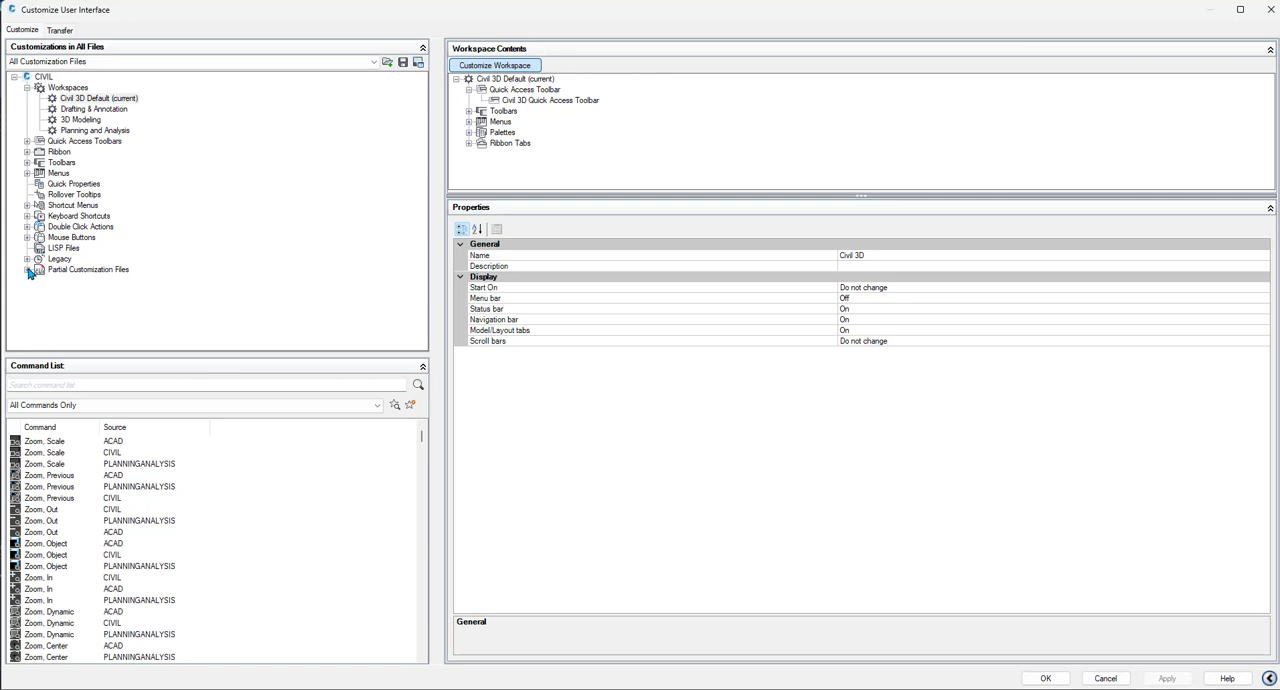 Customize User Interface
Customize Transfer
Customizations in All Files
All Customization Files
CIVIL
Workspaces
Civil 3D Default (current)
Drafting & Annotation
3D Modeling
Planning and Analysis
Quick Access Toolbars
Ribbon
Toolbars
Menus
Quick Properties
Rollover Tooltips
Shortcut Menus
Keyboard Shortcuts
Double Click Actions
Mouse Buttons
LISP Files
Legacy
Partial Customization Files
Command List:
Search command list
All Commands Only
Command Source
Zoom, Scale ACAD
Zoom, Scale CIVIL
Zoom, Scale PLANNINGANALYSIS
Zoom, Previous ACAD
Zoom, Previous PLANNINGANALYSIS
Zoom, Previous CIVIL
Zoom, Out CIVIL
Zoom, Out PLANNINGANALYSIS
Zoom, Out ACAD
Zoom, Object ACAD
Zoom, Object CIVIL
Zoom, Object PLANNINGANALYSIS
Zoom, In CIVIL
Zoom, In ACAD
Zoom, In PLANNINGANALYSIS
Zoom, Dynamic ACAD
Zoom, Dynamic CIVIL
Zoom, Dynamic PLANNINGANALYSIS
Zoom, Center ACAD
Zoom, Center PLANNINGANALYSIS
Workspace Contents
Customize Workspace
Civil 3D Default (current)
Quick Access Toolbar
Civil 3D Quick Access Toolbar
Toolbars
Menus
Palettes
Ribbon Tabs
Properties
General
Name Civil 3D
Description
Display
Start On Do not change
Menu bar Off
Status bar On
Navigation bar On
Model/Layout tabs On
Scroll bars Do not change
General
OK Cancel Apply Help